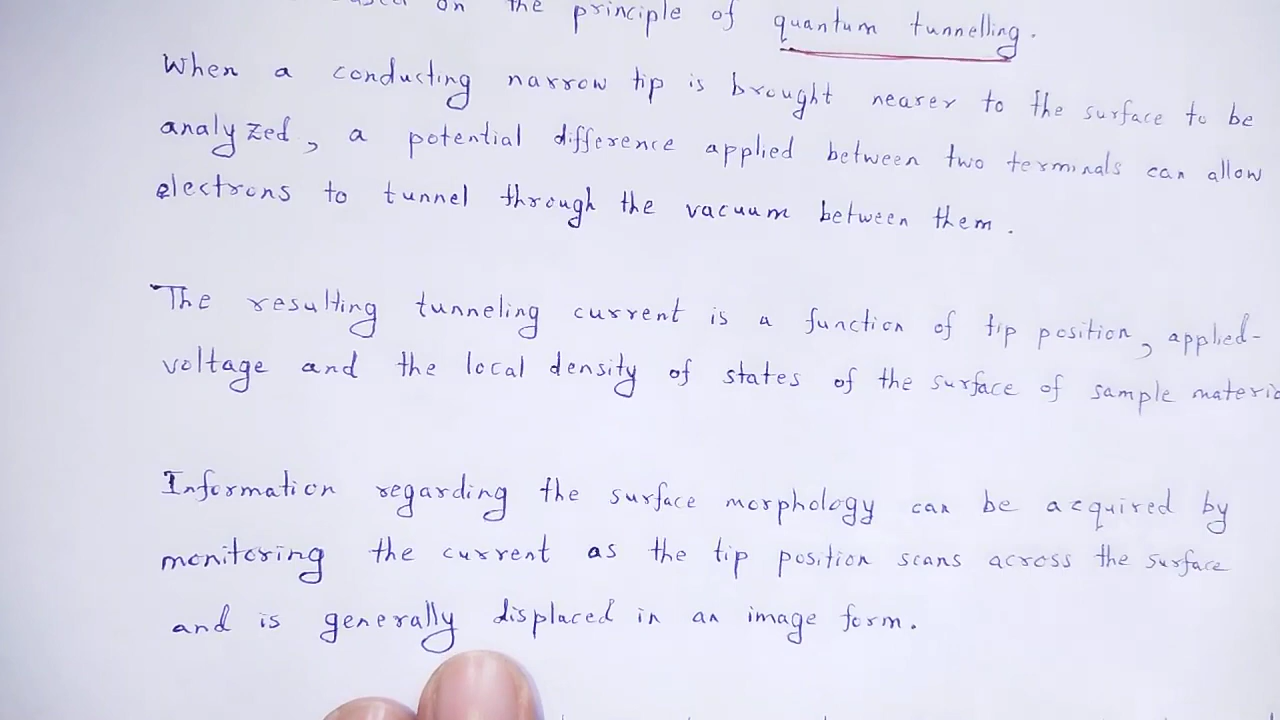 on the principle of quantum tunnelling.
When a conducting narrow tip is brought nearer to the surface to be
analyzed, a potential difference applied between two terminals can allow
electrons to tunnel through the vacuum between them.
The resulting tunneling current is a function of tip position, applied-
voltage and the local density of states of the surface of sample
Information regarding the surface morphology can be acquired by
monitoring the current as the tip position scans across the surface
and is generally displaced in an image form.